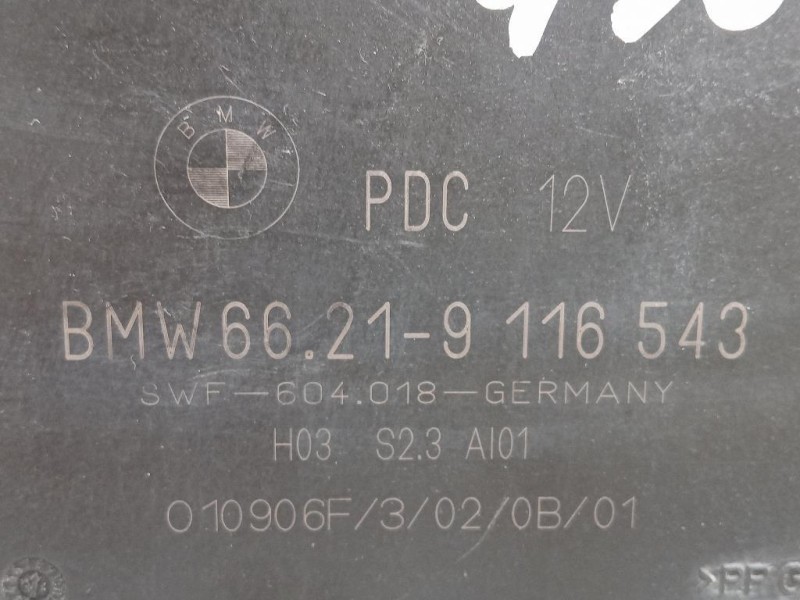 BMW
PDC 12V
BMW 66.21-9 116 543
SWF-604.018-GERMANY
H03 S2.3 AI01
010906F/3/02/0B/01